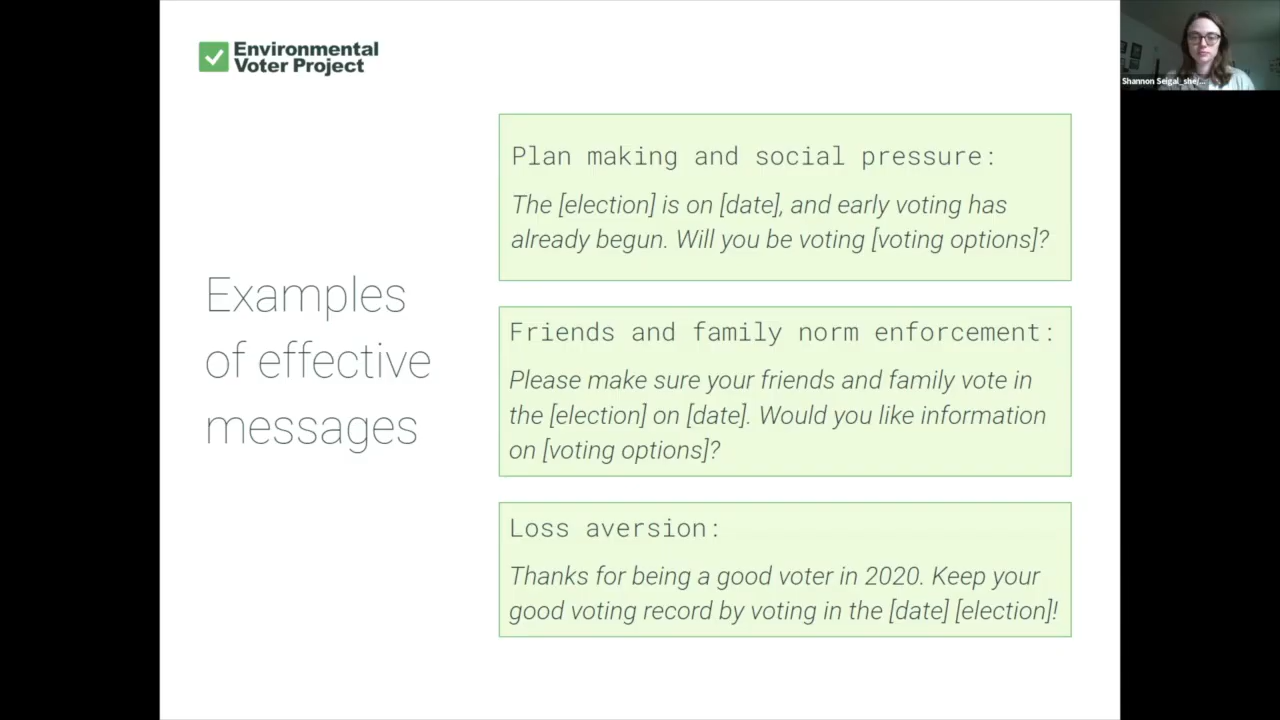 Environmental
Voter Project
Shannon Seigal_she/...
Plan making and social pressure:
The [election] is on [date], and early voting has
already begun. Will you be voting [voting options]?
Examples
of effective
messages
Friends and family norm enforcement:
Please make sure your friends and family vote in
the [election] on [date]. Would you like information
on [voting options]?
Loss aversion:
Thanks for being a good voter in 2020. Keep your
good voting record by voting in the [date] [election]!